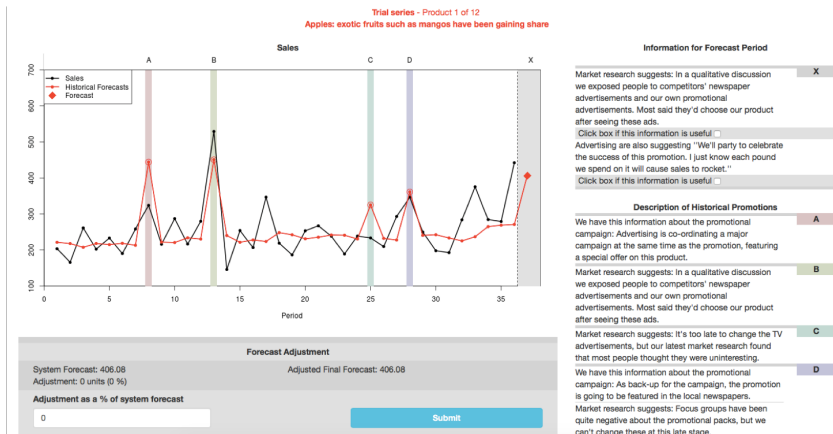 Trial series - Product 1 of 12
Apples: exotic fruits such as mangos have been gaining share
Sales
A B C D X
700
600
500
400
300
200
100
Sales
Historical Forecasts
Forecast
0 5 10 15 20 25 30 35
Period
Forecast Adjustment
System Forecast: 406.08 Adjusted Final Forecast: 406.08
Adjustment: 0 units (0 %)
Adjustment as a % of system forecast
0 Submit
Information for Forecast Period
Market research suggests: In a qualitative discussion X
we exposed people to competitors' newspaper
advertisements and our own promotional
advertisements. Most said they'd choose our product
after seeing these ads.
Click box if this information is useful
Advertising are also suggesting "We'll party to celebrate
the success of this promotion. I just know each pound
we spend on it will cause sales to rocket."
Click box if this information is useful
Description of Historical Promotions
We have this information about the promotional A
campaign: Advertising is co-ordinating a major
campaign at the same time as the promotion, featuring
a special offer on this product.
Market research suggests: In a qualitative discussion B
we exposed people to competitors' newspaper
advertisements and our own promotional
advertisements. Most said they'd choose our product
after seeing these ads.
Market research suggests: It's too late to change the TV C
advertisements, but our latest market research found
that most people thought they were uninteresting.
We have this information about the promotional D
campaign: As back-up for the campaign, the promotion
is going to be featured in the local newspapers.
Market research suggests: Focus groups have been
quite negative about the promotional packs, but we
can't change these at this late stage